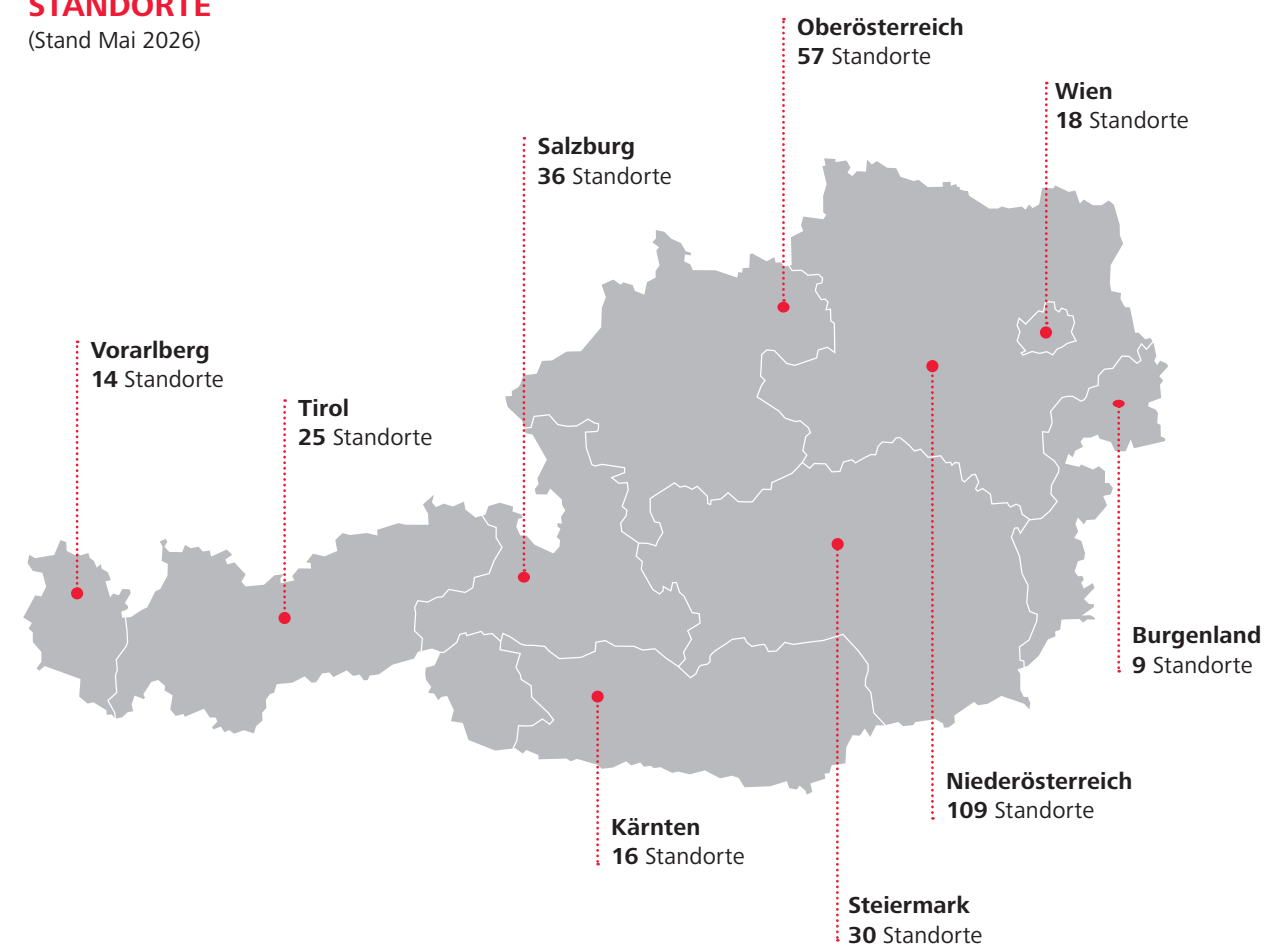 STANDORTE
(Stand Mai 2026)
Oberösterreich
57 Standorte
Wien
18 Standorte
Salzburg
36 Standorte
Vorarlberg
14 Standorte
Tirol
25 Standorte
Burgenland
9 Standorte
Niederösterreich
109 Standorte
Kärnten
16 Standorte
Steiermark
30 Standorte